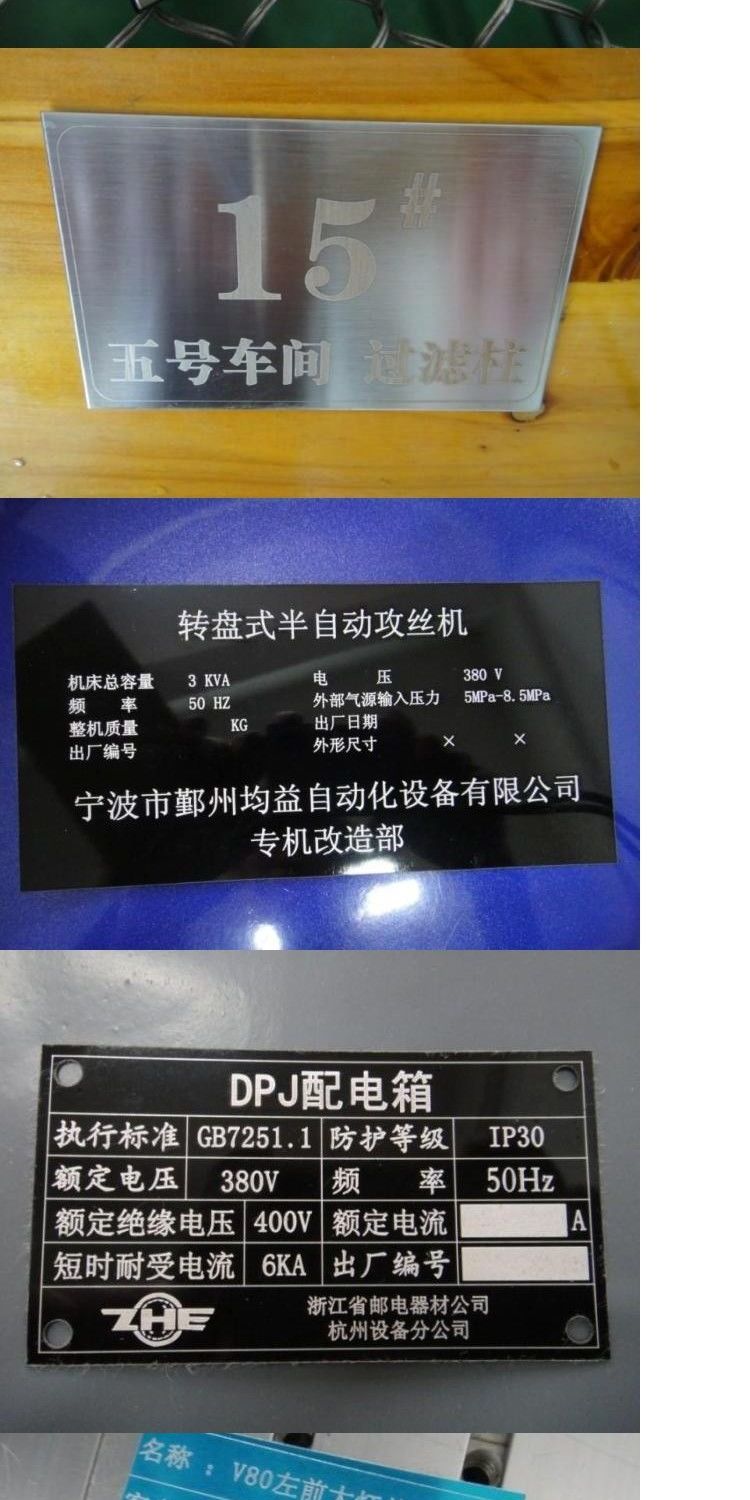 15#
五号车间 过滤柱
转盘式半自动攻丝机
机床总容量 3 KVA 电 压 380 V
频 率 50 HZ 外部气源输入压力 5MPa-8.5MPa
整机质量 KG 出厂日期
出厂编号 外形尺寸 × ×
宁波市鄞州均益自动化设备有限公司
专机改造部
DPJ配电箱
执行标准 GB7251.1 防护等级 IP30
额定电压 380V 频 率 50Hz
额定绝缘电压 400V 额定电流 A
短时耐受电流 6KA 出厂编号
ZHE
浙江省邮电器材公司
杭州设备分公司
名称：V80左前大灯